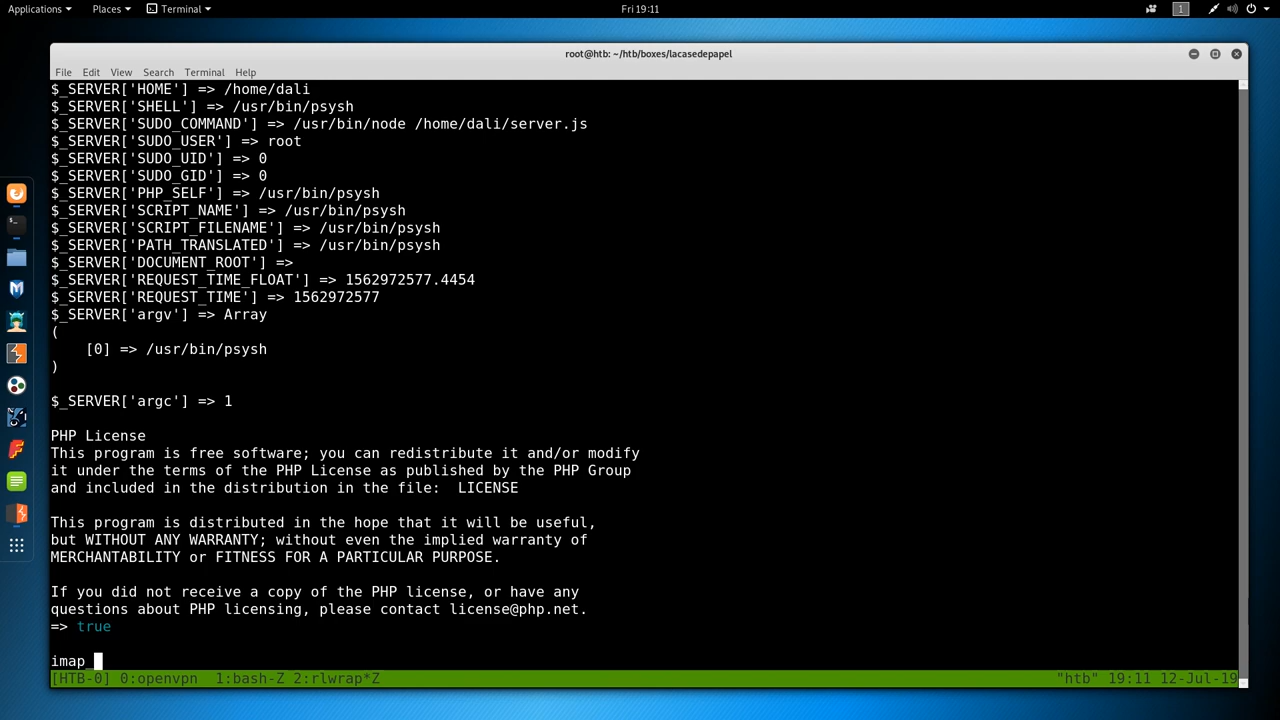 Applications Places Terminal Fri 19:11 1
root@htb: ~/htb/boxes/lacasedepapel
File Edit View Search Terminal Help
$_SERVER['HOME'] => /home/dali
$_SERVER['SHELL'] => /usr/bin/psysh
$_SERVER['SUDO_COMMAND'] => /usr/bin/node /home/dali/server.js
$_SERVER['SUDO_USER'] => root
$_SERVER['SUDO_UID'] => 0
$_SERVER['SUDO_GID'] => 0
$_SERVER['PHP_SELF'] => /usr/bin/psysh
$_SERVER['SCRIPT_NAME'] => /usr/bin/psysh
$_SERVER['SCRIPT_FILENAME'] => /usr/bin/psysh
$_SERVER['PATH_TRANSLATED'] => /usr/bin/psysh
$_SERVER['DOCUMENT_ROOT'] =>
$_SERVER['REQUEST_TIME_FLOAT'] => 1562972577.4454
$_SERVER['REQUEST_TIME'] => 1562972577
$_SERVER['argv'] => Array
(
    [0] => /usr/bin/psysh
)
$_SERVER['argc'] => 1
PHP License
This program is free software; you can redistribute it and/or modify
it under the terms of the PHP License as published by the PHP Group
and included in the distribution in the file:  LICENSE
This program is distributed in the hope that it will be useful,
but WITHOUT ANY WARRANTY; without even the implied warranty of
MERCHANTABILITY or FITNESS FOR A PARTICULAR PURPOSE.
If you did not receive a copy of the PHP license, or have any
questions about PHP licensing, please contact license@php.net.
=> true
imap_
[HTB-0] 0:openvpn  1:bash-Z 2:rlwrap*Z "htb" 19:11 12-Jul-19